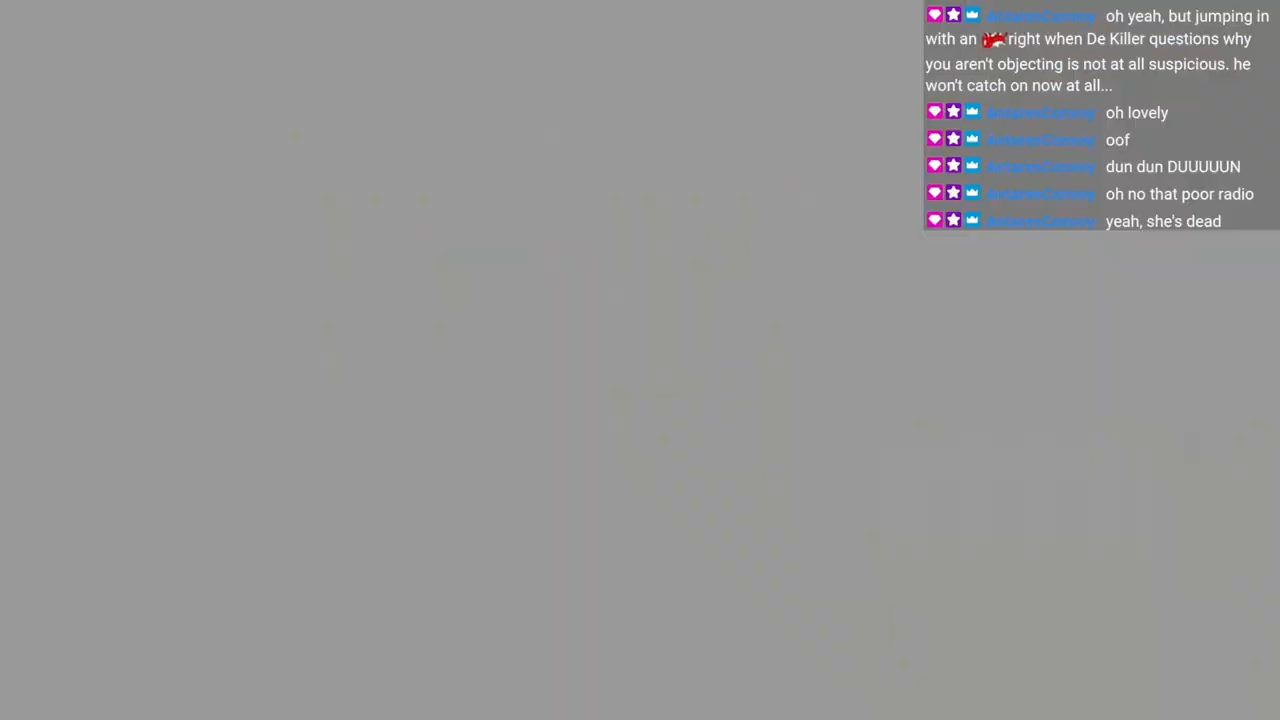 oh yeah, but jumping in
with an right when De Killer questions why
you aren't objecting is not at all suspicious. he
won't catch on now at all...
oh lovely
oof
dun dun DUUUUUN
oh no that poor radio
yeah, she's dead